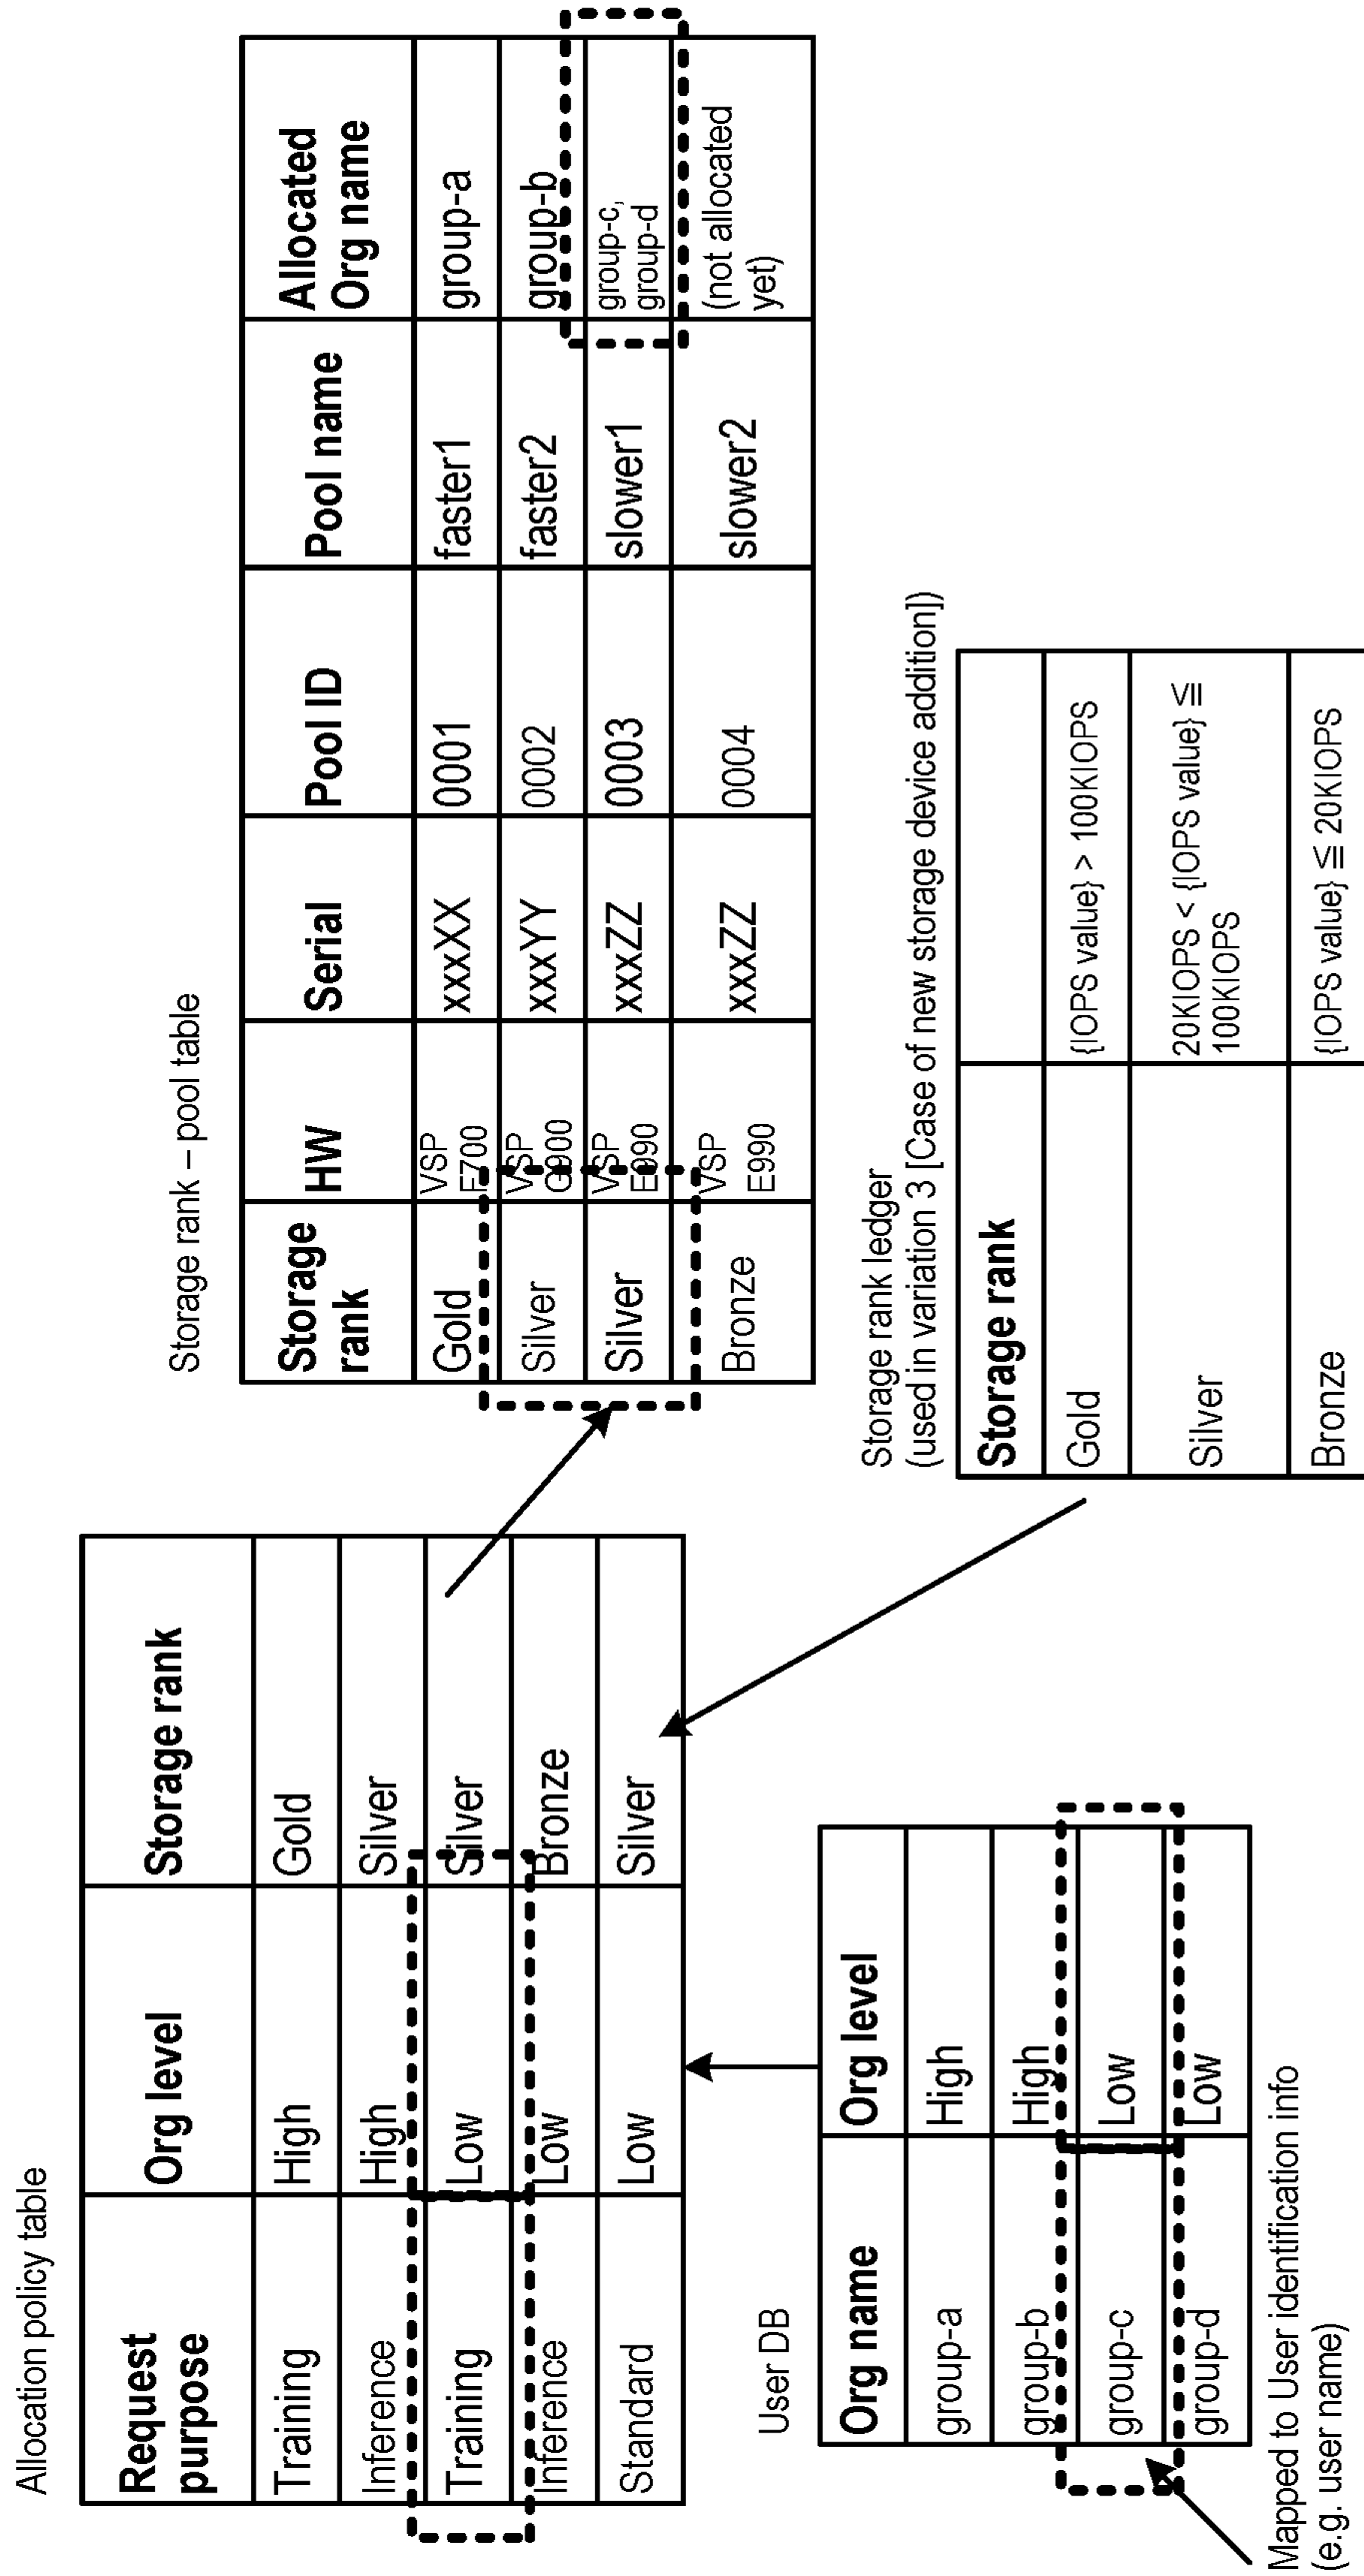 Allocation policy table
Request purpose Org level Storage rank
Training High Gold
Inference High Silver
Training Low Silver
Inference Low Bronze
Standard Low Silver
User DB
Org name Org level
group-a High
group-b High
group-c Low
group-d Low
Mapped to User identification info
(e.g. user name)
Storage rank – pool table
Storage rank HW Serial Pool ID Pool name Allocated Org name
Gold VSP F700 xxxXX 0001 faster1 group-a
Silver VSP G900 xxxYY 0002 faster2 group-b
Silver VSP E990 xxxZZ 0003 slower1 group-c, group-d
Bronze VSP E990 xxxZZ 0004 slower2 (not allocated yet)
Storage rank ledger
(used in variation 3 [Case of new storage device addition])
Storage rank
Gold {IOPS value} > 100KIOPS
Silver 20KIOPS < {IOPS value} ≦ 100KIOPS
Bronze {IOPS value} ≦ 20KIOPS